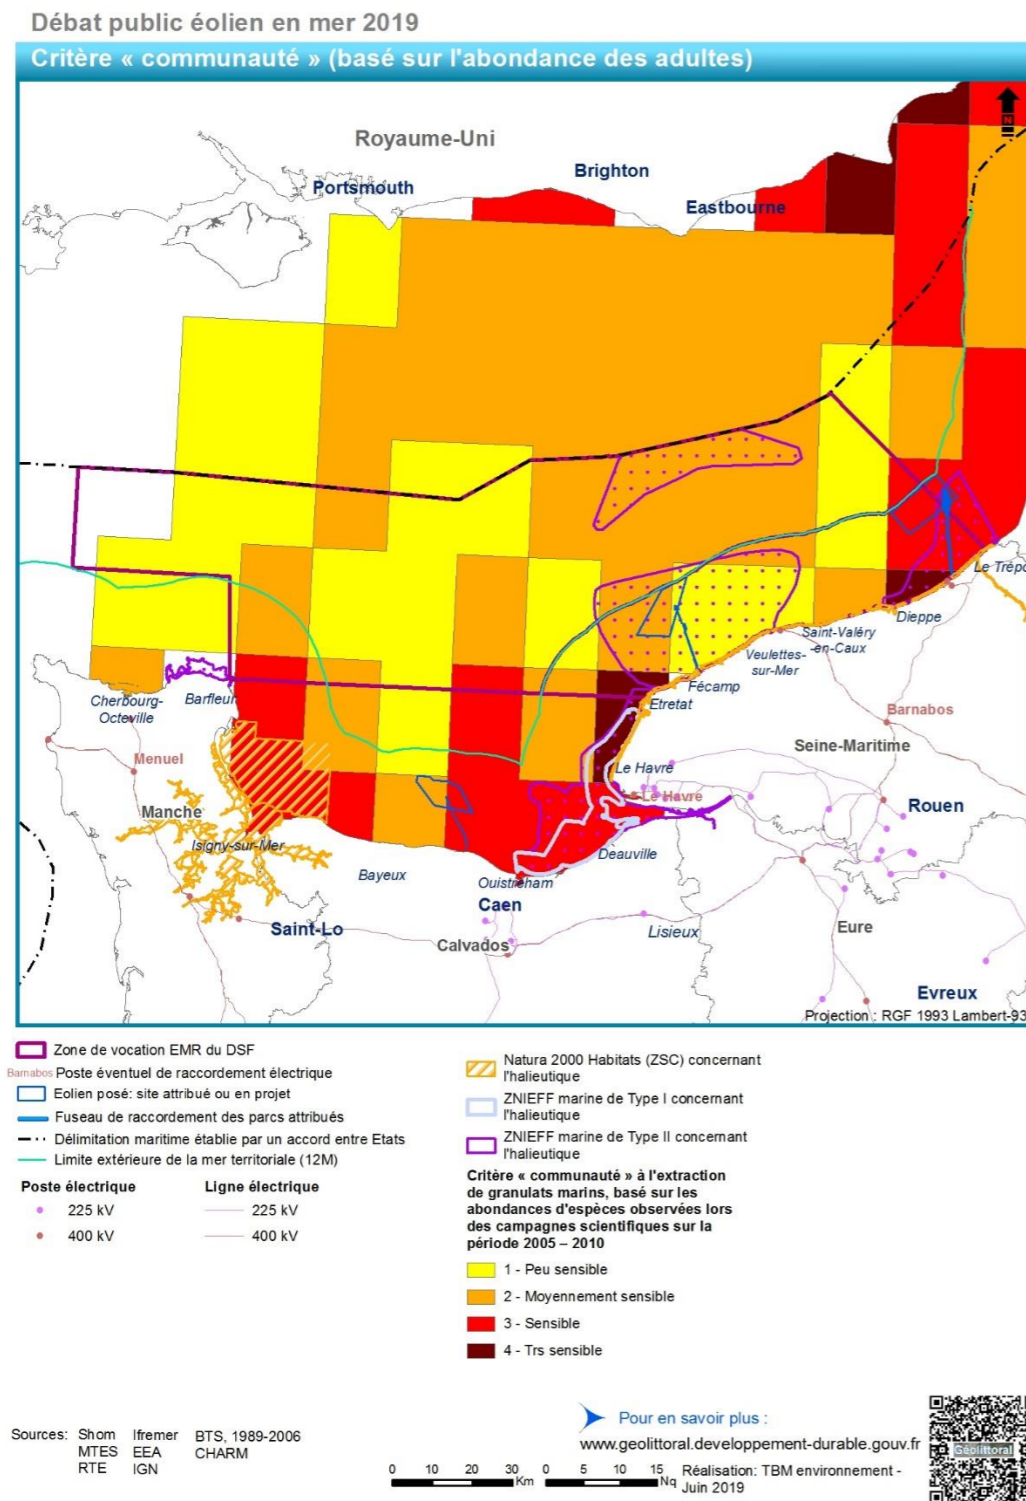 Débat public éolien en mer 2019
Critère « communauté » (basé sur l'abondance des adultes)
N
Royaume-Uni
Brighton
Portsmouth
Eastbourne
Le Trépo
Dieppe
Saint-Valéry
-en-Caux
Veulettes-
sur-Mer
Fécamp
Etretat
Cherbourg-
Octeville
Barfleur
Barnabos
Menuel
Seine-Maritime
Le Havre
Le Havre
Manche
Rouen
Isigny-sur-Mer
Deauville
Bayeux
Ouistreham
Caen
Saint-Lo
Calvados
Lisieux
Eure
Evreux
Projection : RGF 1993 Lambert-93
Zone de vocation EMR du DSF
Barnabos Poste éventuel de raccordement électrique
Eolien posé: site attribué ou en projet
Fuseau de raccordement des parcs attribués
Délimitation maritime établie par un accord entre Etats
Limite extérieure de la mer territoriale (12M)
Poste électrique
225 kV
400 kV
Ligne électrique
225 kV
400 kV
Natura 2000 Habitats (ZSC) concernant
l'halieutique
ZNIEFF marine de Type I concernant
l'halieutique
ZNIEFF marine de Type II concernant
l'halieutique
Critère « communauté » à l'extraction
de granulats marins, basé sur les
abondances d'espèces observées lors
des campagnes scientifiques sur la
période 2005 – 2010
1 - Peu sensible
2 - Moyennement sensible
3 - Sensible
4 - Trs sensible
Sources: Shom Ifremer BTS, 1989-2006
MTES EEA CHARM
RTE IGN
Pour en savoir plus :
www.geolittoral.developpement-durable.gouv.fr
Géolittoral
0 10 20 30 Km
0 5 10 15 Nq
Réalisation: TBM environnement -
Juin 2019